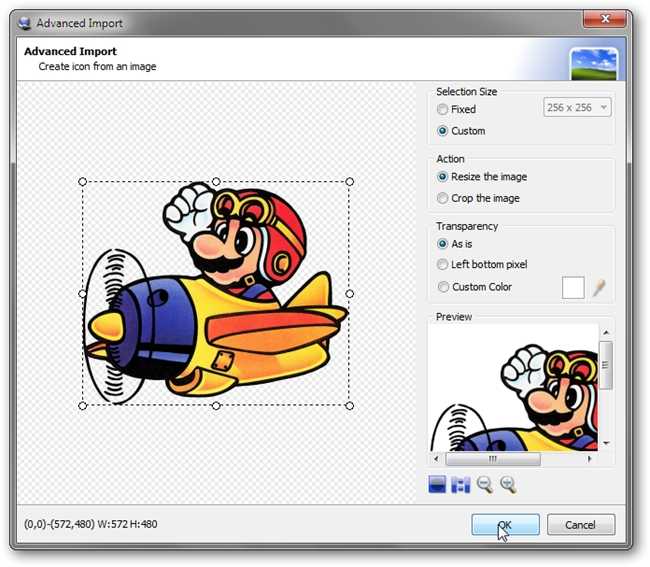 Advanced Import
Advanced Import
Create icon from an image
Selection Size
Fixed
256 x 256
Custom
Action
Resize the image
Crop the image
Transparency
As is
Left bottom pixel
Custom Color
Preview
(0,0)-(572,480) W:572 H:480
OK
Cancel